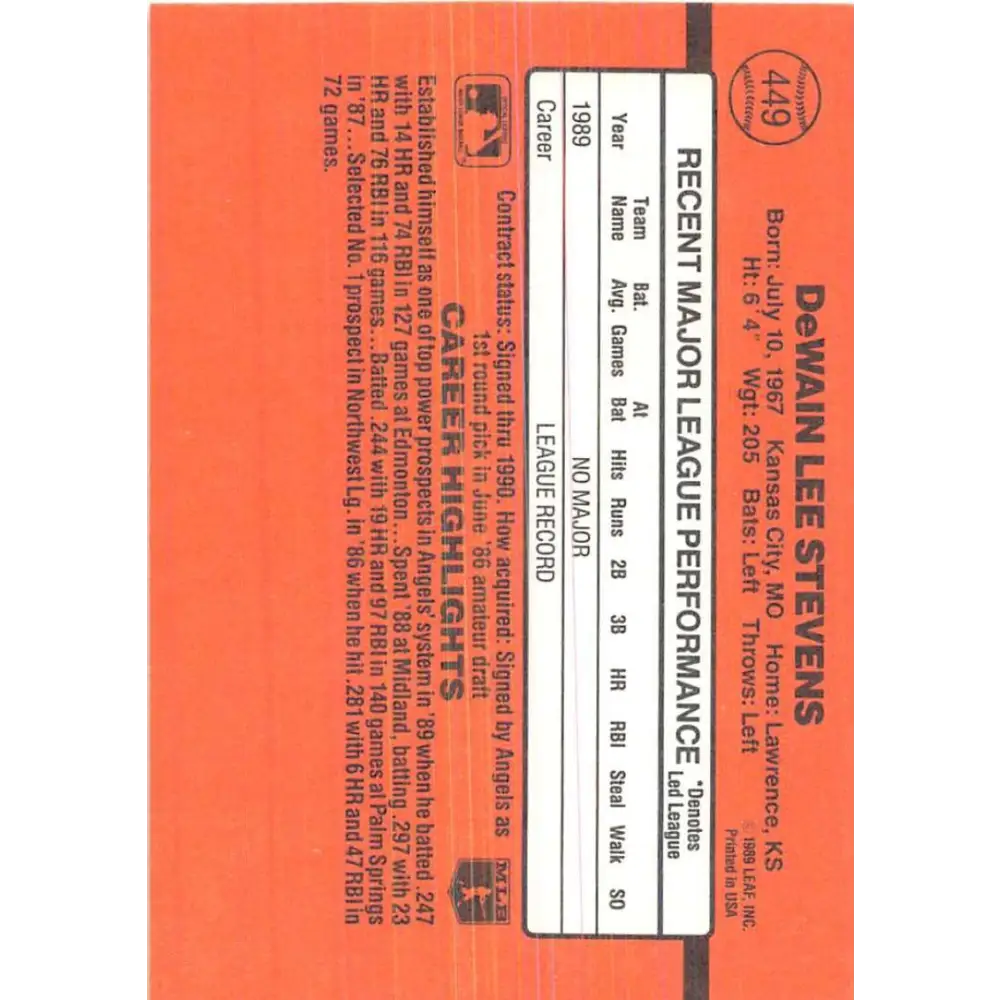 449
DeWAIN LEE STEVENS
Born: July 10, 1967 Kansas City, MO Home: Lawrence, KS
Ht: 6'4" Wgt: 205 Bats: Left Throws: Left
© 1989 LEAF, INC.
Printed in USA
RECENT MAJOR LEAGUE PERFORMANCE
*Denotes
Led League
Year Team Name Bat. Avg. Games At Bat Hits Runs 2B 3B HR RBI Steal Walk SO
1989 NO MAJOR
Career LEAGUE RECORD
Contract status: Signed thru 1990. How acquired: Signed by Angels as
1st round pick in June '86 amateur draft
MLB
CAREER HIGHLIGHTS
Established himself as one of top power prospects in Angels' system in '89 when he batted .247
with 14 HR and 74 RBI in 127 games at Edmonton...Spent '88 at Midland, batting .297 with 23
HR and 76 RBI in 116 games...Batted .244 with 19 HR and 97 RBI in 140 games at Palm Springs
in '87...Selected No. 1 prospect in Northwest Lg. in '86 when he hit .281 with 6 HR and 47 RBI in
72 games.